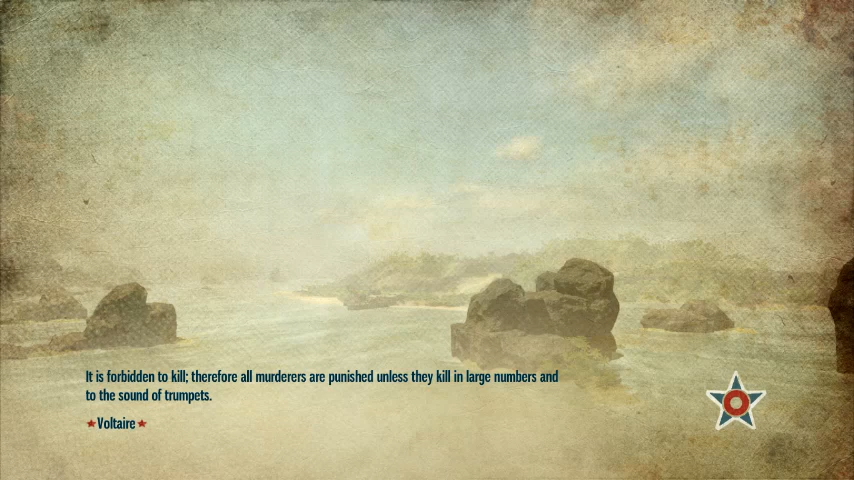 It is forbidden to kill; therefore all murderers are punished unless they kill in large numbers and
to the sound of trumpets.
Voltaire